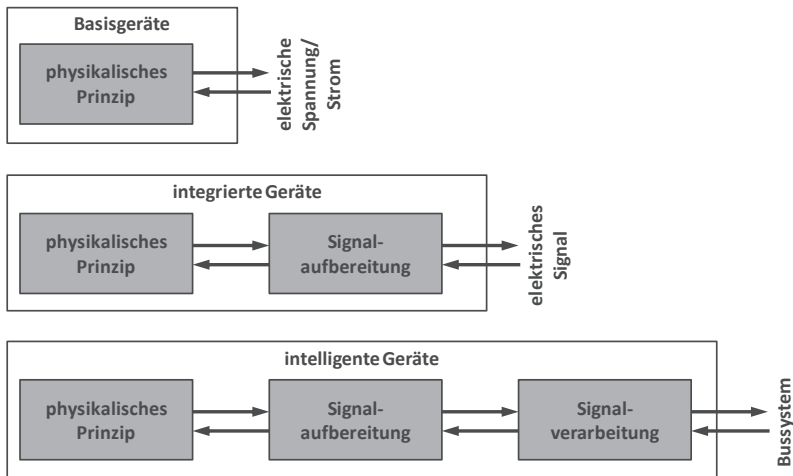 Basisgeräte
physikalisches
Prinzip
elektrische
Spannung/
Strom
integrierte Geräte
physikalisches
Prinzip
Signal-
aufbereitung
elektrisches
Signal
intelligente Geräte
physikalisches
Prinzip
Signal-
aufbereitung
Signal-
verarbeitung
Bussystem